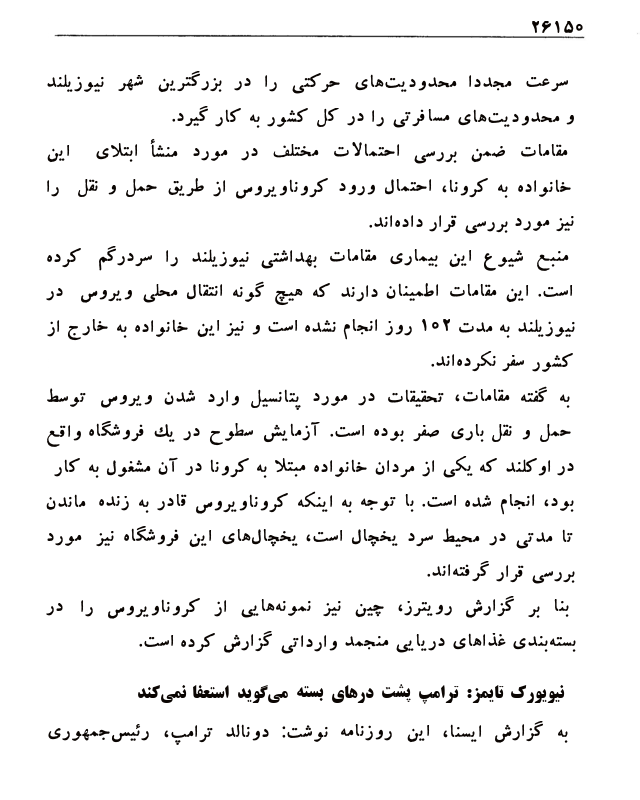 ۲۶۱۵۰
سرعت مجددا محدودیت‌های حرکتی را در بزرگترین شهر نیوزیلند
و محدودیت‌های مسافرتی را در کل کشور به کار گیرد.
مقامات ضمن بررسی احتمالات مختلف در مورد منشأ ابتلای این
خانواده به کرونا، احتمال ورود کروناویروس از طریق حمل و نقل را
نیز مورد بررسی قرار داده‌اند.
منبع شیوع این بیماری مقامات بهداشتی نیوزیلند را سردرگم کرده
است. این مقامات اطمینان دارند که هیچ گونه انتقال محلی ویروس در
نیوزیلند به مدت ۱۰۲ روز انجام نشده است و نیز این خانواده به خارج از
کشور سفر نکرده‌اند.
به گفته مقامات، تحقیقات در مورد پتانسیل وارد شدن ویروس توسط
حمل و نقل باری صفر بوده است. آزمایش سطوح در یك فروشگاه واقع
در اوکلند که یکی از مردان خانواده مبتلا به کرونا در آن مشغول به کار
بود، انجام شده است. با توجه به اینکه کروناویروس قادر به زنده ماندن
تا مدتی در محیط سرد یخچال است، یخچال‌های این فروشگاه نیز مورد
بررسی قرار گرفته‌اند.
بنا بر گزارش رویترز، چین نیز نمونه‌هایی از کروناویروس را در
بسته‌بندی غذاهای دریایی منجمد وارداتی گزارش کرده است.
نیویورک تایمز: ترامپ پشت درهای بسته می‌گوید استعفا نمی‌کند
به گزارش ایسنا، این روزنامه نوشت: دونالد ترامپ، رئیس‌جمهوری